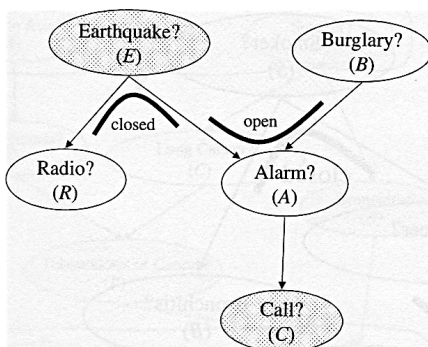 Earthquake?
(E)
Burglary?
(B)
closed
open
Radio?
(R)
Alarm?
(A)
Call?
(C)